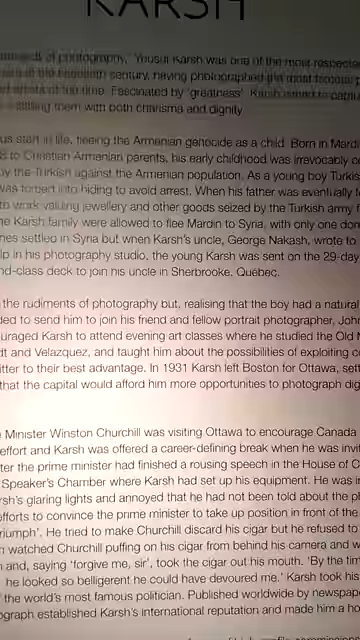 KARSH
of photography,' Yousuf Karsh was one of the most respected
century, having photographed the most famous
of our time. Fascinated by 'greatness' Karsh
them with both charisma and dignity
start in life, fleeing the Armenian genocide as a child. Born in Mardi
to Christian Armenian parents, his early childhood was irrevocably
by the Turkish against the Armenian population. As a young boy Turkis
was forced into hiding to avoid arrest. When his father was eventually
to work valuing jewellery and other goods seized by the Turkish army
Karsh family were allowed to flee Mardin to Syria, with only one don
settled in Syria but when Karsh's uncle, George Nakash, wrote to
lp in his photography studio, the young Karsh was sent on the 29-day
nd-class deck to join his uncle in Sherbrooke, Québec.
the rudiments of photography but, realising that the boy had a natural
ded to send him to join his friend and fellow portrait photographer, John
uraged Karsh to attend evening art classes where he studied the Old
dt and Velazquez, and taught him about the possibilities of exploiting
itter to their best advantage. In 1931 Karsh left Boston for Ottawa, sett
that the capital would afford him more opportunities to photograph dig
Minister Winston Churchill was visiting Ottawa to encourage Canada
effort and Karsh was offered a career-defining break when he was invi
ter the prime minister had finished a rousing speech in the House of C
Speaker's Chamber where Karsh had set up his equipment. He was
rsh's glaring lights and annoyed that he had not been told about the
efforts to convince the prime minister to take up position in front of the
riumph'. He tried to make Churchill discard his cigar but he refused to
watched Churchill puffing on his cigar from behind his camera and
and, saying 'forgive me, sir', took the cigar out his mouth. 'By the tim
he looked so belligerent he could have devoured me.' Karsh took his
the world's most famous politician. Published worldwide by newspape
ograph established Karsh's international reputation and made him a